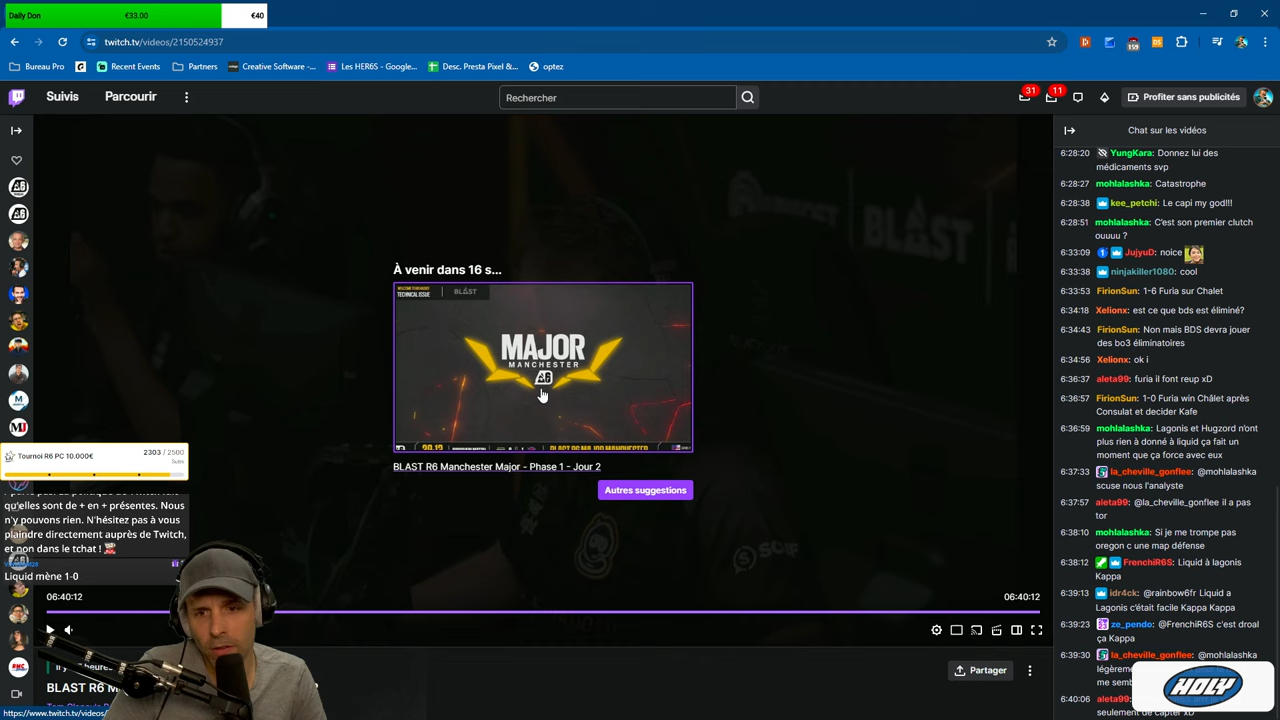 Daily Don €33.00 €40
twitch.tv/videos/2150524937
159
Bureau Pro Recent Events Partners Creative Software -... Les HER6S - Google... Desc. Presta Pixel &... optez
Suivis Parcourir Rechercher 31 11 Profiter sans publicités
Chat sur les vidéos
6:28:20 YungKara: Donnez lui des
médicaments svp
6:28:27 mohlalashka: Catastrophe
6:28:38 kee_petchi: Le capi my god!!!
6:28:51 mohlalashka: C'est son premier clutch
ouuuu ?
6:33:09 JujyuD: noice
6:33:38 ninjakiller1080: cool
6:33:53 FirionSun: 1-6 Furia sur Chalet
6:34:18 Xelionx: est ce que bds est éliminé?
6:34:43 FirionSun: Non mais BDS devra jouer
des bo3 éliminatoires
6:34:56 Xelionx: ok i
6:36:37 aleta99: furia il font reup xD
6:36:57 FirionSun: 1-0 Furia win Châlet après
Consulat et decider Kafe
6:36:59 mohlalashka: Lagonis et Hugzord n'ont
plus rien à donné à liquid ça fait un
moment que ça force avec eux
6:37:33 la_cheville_gonflee: @mohlalashka
scuse nous l'analyste
6:37:57 aleta99: @la_cheville_gonflee il a pas
tor
6:38:10 mohlalashka: Si je me trompe pas
oregon c une map défense
6:38:12 FrenchiR6S: Liquid à lagonis
Kappa
6:39:13 idr4ck: @rainbow6fr Liquid a
Lagonis c'était facile Kappa Kappa
6:39:23 ze_pendo: @FrenchiR6S c'est droal
ça Kappa
6:39:30 la_cheville_gonflee: @mohlalashka
6:40:06 aleta99:
HOLY
À venir dans 16 s...
TECHNICAL ISSUE BLAST
MAJOR
MANCHESTER
BLAST R6 Manchester Major - Phase 1 - Jour 2
Autres suggestions
BLAST
Tournoi R6 PC 10.000€ 2303 / 2500
Subs
qu'elles sont de + en + présentes. Nous
n'y pouvons rien. N'hésitez pas à vous
plaindre directement auprès de Twitch,
et non dans le tchat !
Liquid mène 1-0
06:40:12 06:40:12
Partager
BLAST R6 M
https://www.twitch.tv/videos/